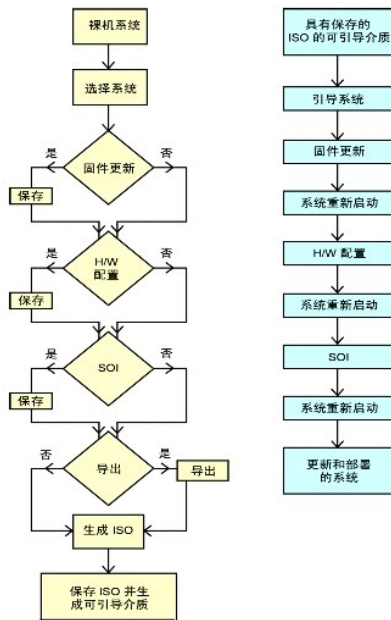 裸机系统
选择系统
是
固件更新
否
保存
是
H/W
配置
否
保存
是
SOI
否
保存
否
导出
是
导出
生成 ISO
保存 ISO 并生
成可引导介质
具有保存的
ISO 的可引导介质
引导系统
固件更新
系统重新启动
H/W 配置
系统重新启动
SOI
系统重新启动
更新和部署
的系统